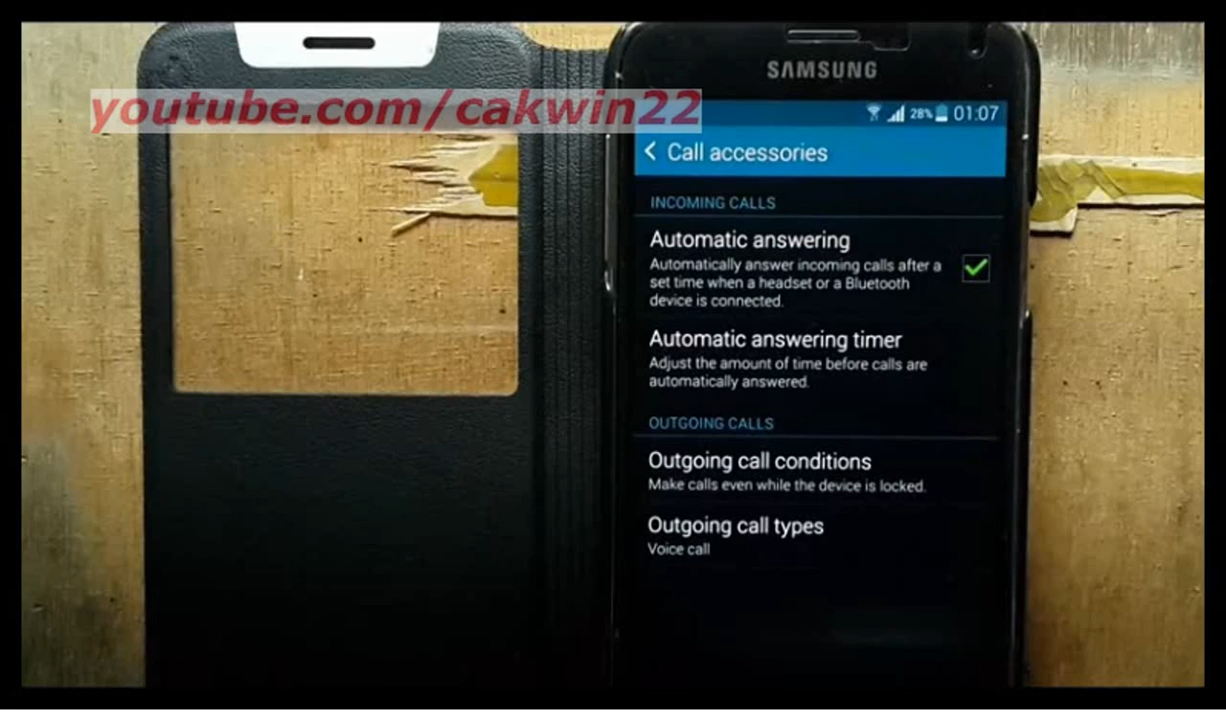 SAMSUNG
youtube.com/cakwin22
28% 01:07
Call accessories
INCOMING CALLS
Automatic answering
Automatically answer incoming calls after a
set time when a headset or a Bluetooth
device is connected.
Automatic answering timer
Adjust the amount of time before calls are
automatically answered.
OUTGOING CALLS
Outgoing call conditions
Make calls even while the device is locked.
Outgoing call types
Voice call